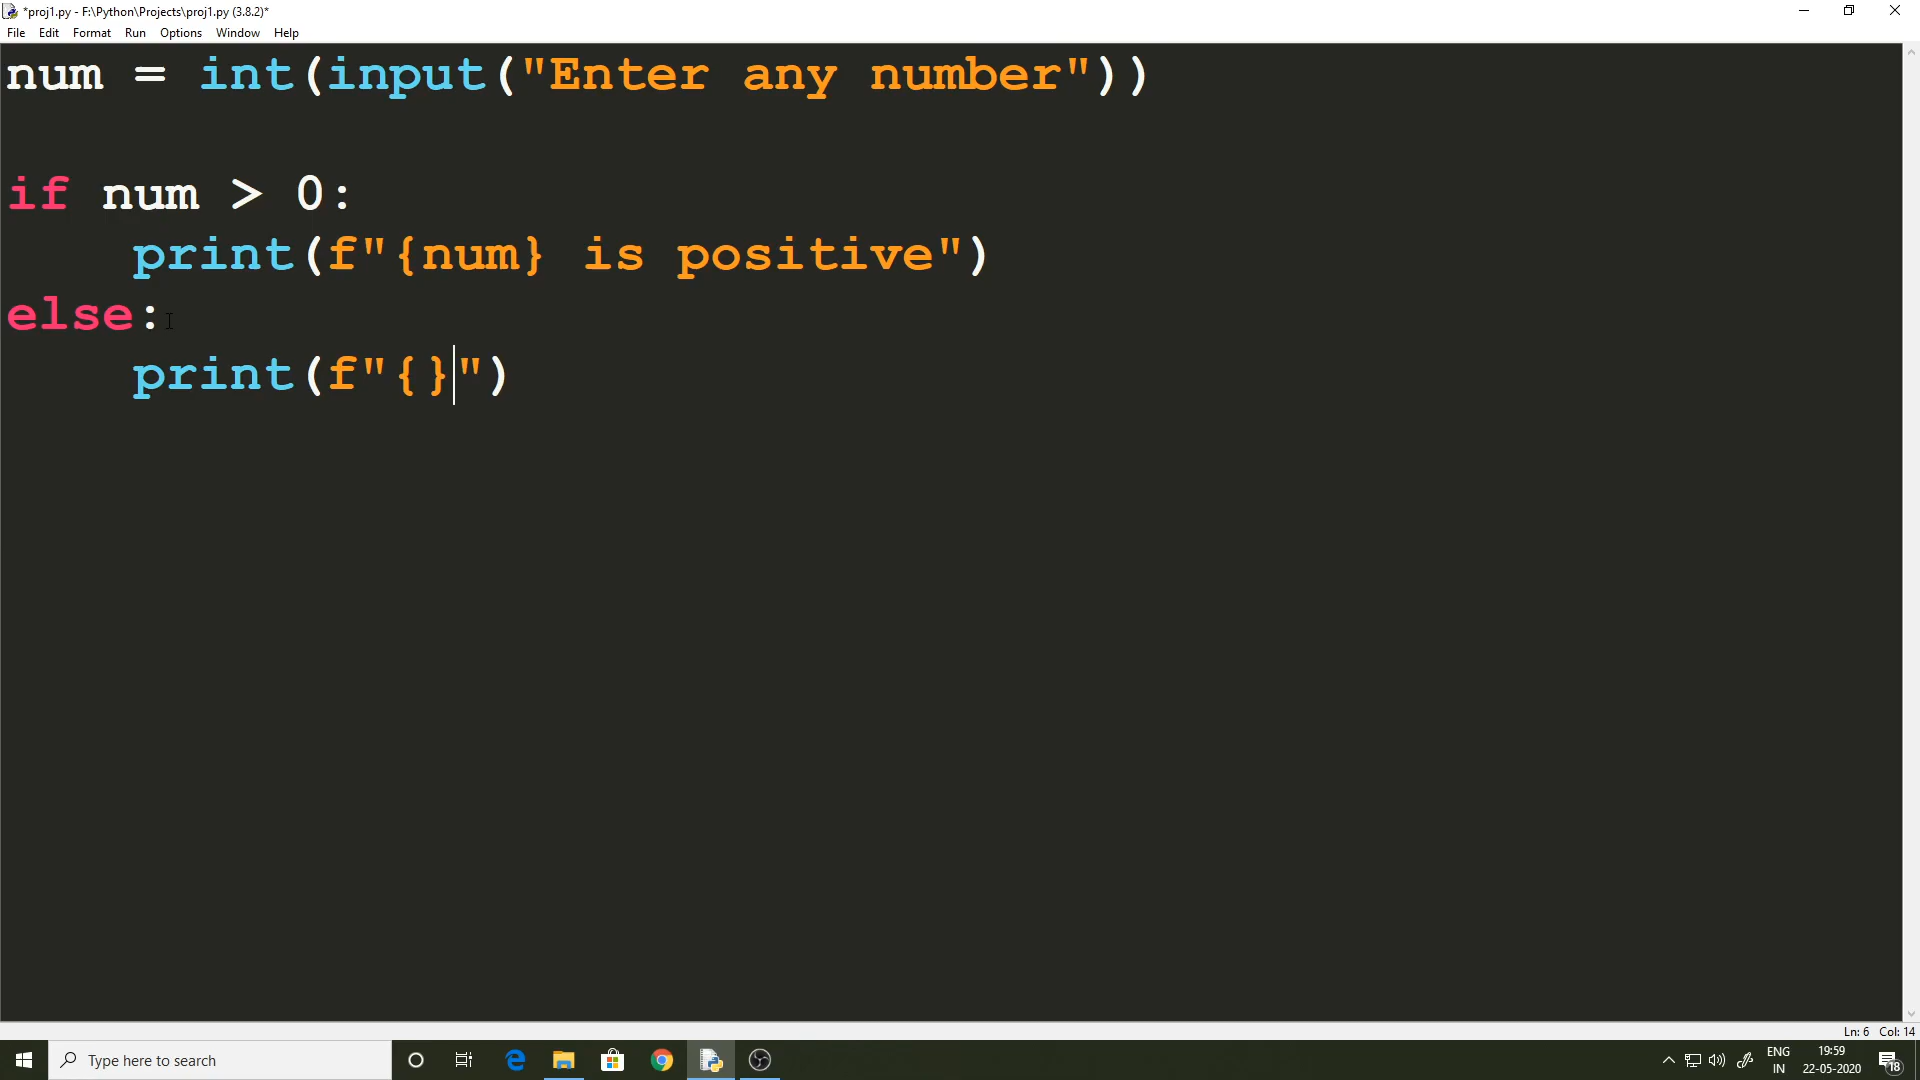 *proj1.py - F:\Python\Projects\proj1.py (3.8.2)*
File Edit Format Run Options Window Help
num = int(input("Enter any number"))
if num > 0:
    print(f"{num} is positive")
else:
    print(f"{}")
Ln: 6 Col: 14
Type here to search
ENG
IN
19:59
22-05-2020
18